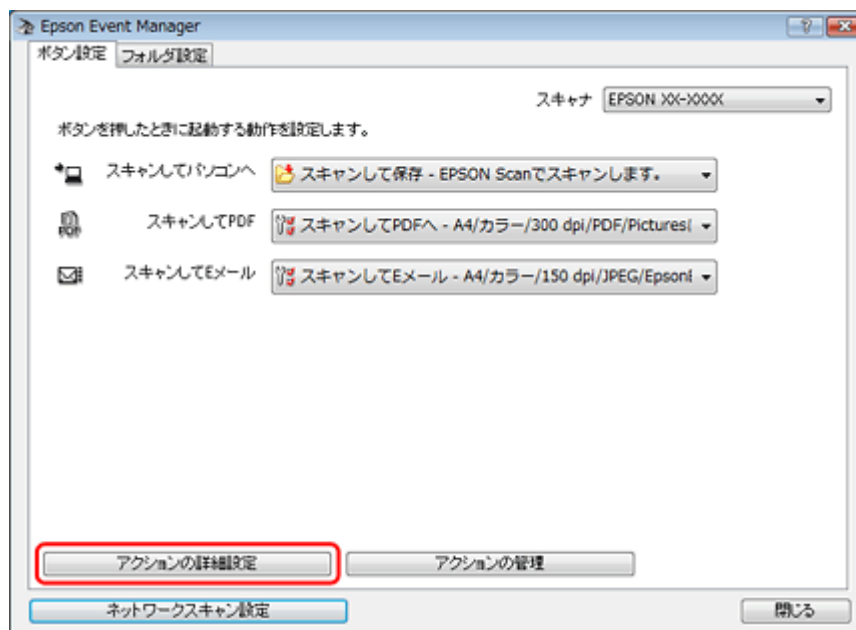 Epson Event Manager
ボタン設定 フォルダ設定
スキャナ EPSON XX-XXXX
ボタンを押したときに起動する動作を設定します。
スキャンしてパソコンへ スキャンして保存 - EPSON Scanでスキャンします。
PDF スキャンしてPDF スキャンしてPDFへ - A4/カラー/300 dpi/PDF/Pictures
スキャンしてEメール スキャンしてEメール - A4/カラー/150 dpi/JPEG/Epson
アクションの詳細設定 アクションの管理
ネットワークスキャン設定 閉じる